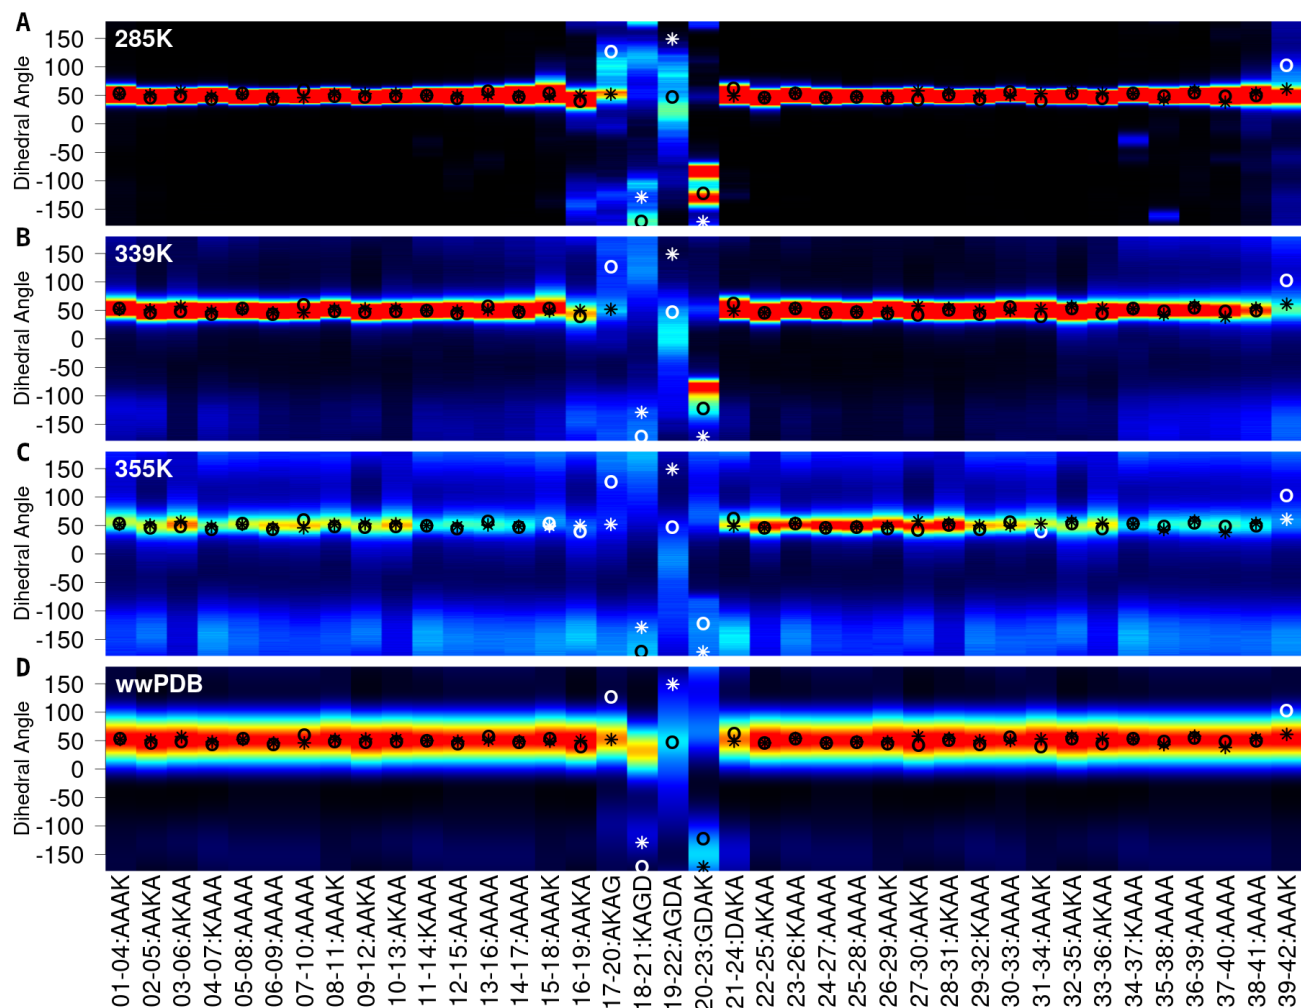 A
285K
Dihedral Angle
150
100
50
0
-50
-100
-150
B
339K
Dihedral Angle
150
100
50
0
-50
-100
-150
C
355K
Dihedral Angle
150
100
50
0
-50
-100
-150
D
wwPDB
Dihedral Angle
150
100
50
0
-50
-100
-150
01-04:AAAK
02-05:AAKA
03-06:AKAA
04-07:KAAA
05-08:AAAA
06-09:AAAA
07-10:AAAA
08-11:AAAK
09-12:AAKA
10-13:AKAA
11-14:KAAA
12-15:AAAA
13-16:AAAA
14-17:AAAA
15-18:AAAK
16-19:AAKA
17-20:AKAG
18-21:KAGD
19-22:AGDA
20-23:GDAK
21-24:DAKA
22-25:AKAA
23-26:KAAA
24-27:AAAA
25-28:AAAA
26-29:AAAK
27-30:AAKA
28-31:AKAA
29-32:KAAA
30-33:AAAA
31-34:AAAK
32-35:AAKA
33-36:AKAA
34-37:KAAA
35-38:AAAA
36-39:AAAA
37-40:AAAA
38-41:AAAA
39-42:AAAK